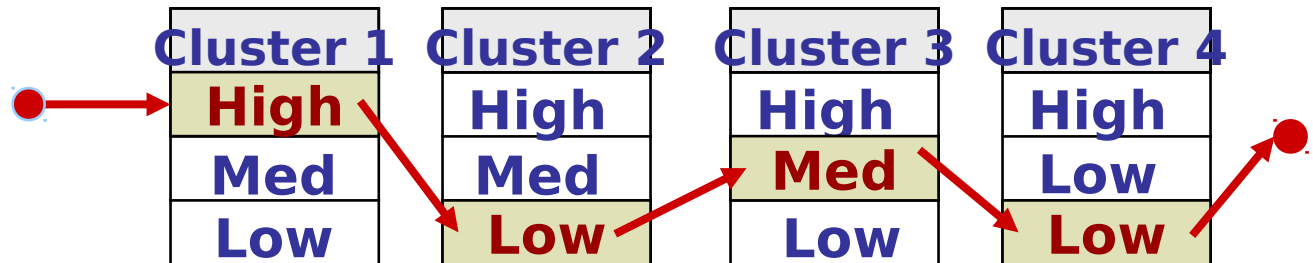 Cluster 1
High
Med
Low
Cluster 2
High
Med
Low
Cluster 3
High
Med
Low
Cluster 4
High
Low
Low